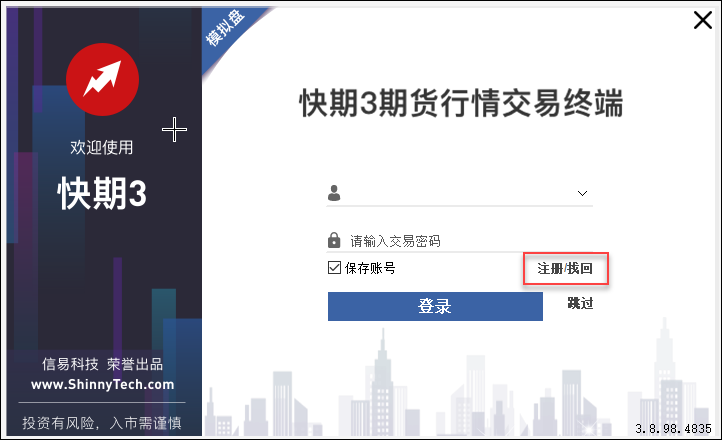 模拟盘
快期3期货行情交易终端
欢迎使用
快期3
请输入交易密码
保存账号
注册/找回
登录
跳过
信易科技 荣誉出品
www.ShinnyTech.com
投资有风险，入市需谨慎
3.8.98.4835